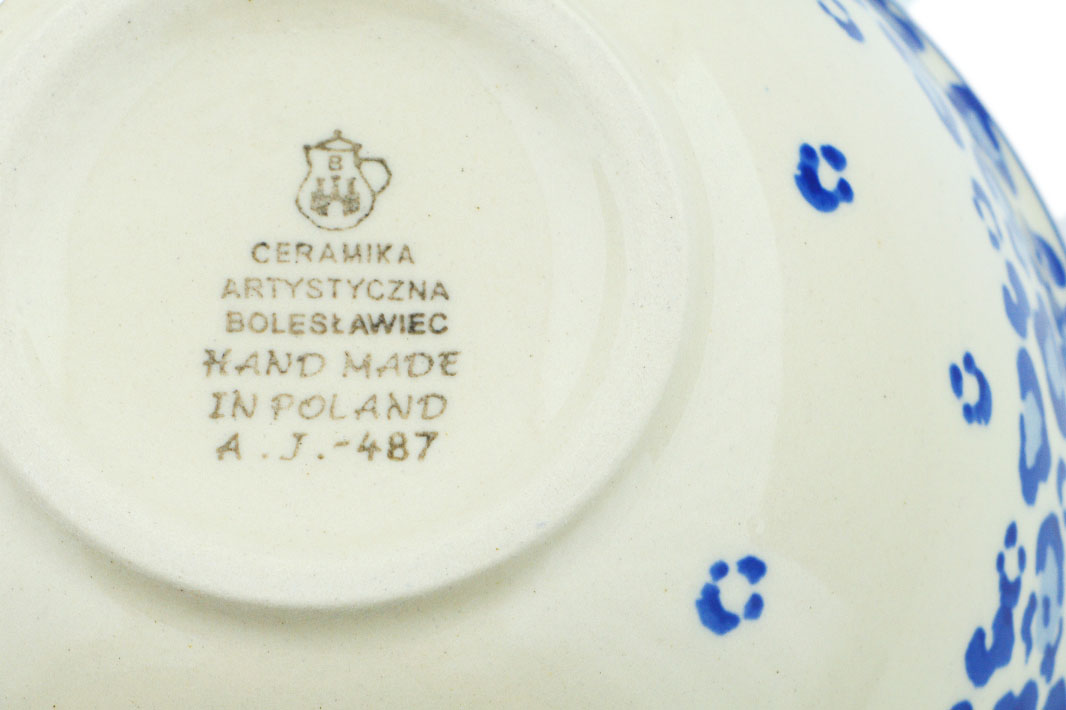 B
CERAMIKA
ARTYSTYCZNA
BOLESŁAWIEC
HAND MADE
IN POLAND
A.J.-487